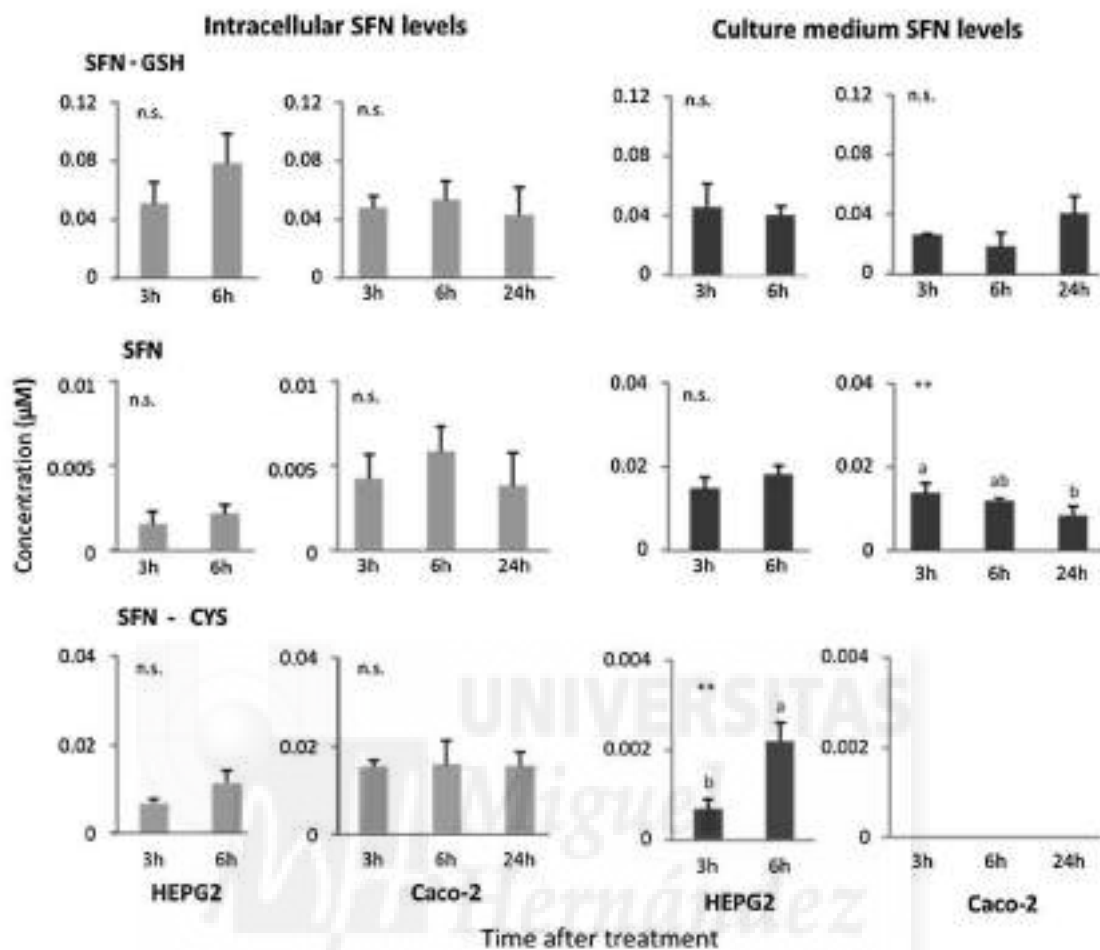 Intracellular SFN levels Culture medium SFN levels
SFN - GSH
0.12 0.12 0.12 0.12
n.s. n.s. n.s. n.s.
0.08 0.08 0.08 0.08
0.04 0.04 0.04 0.04
0 0 0 0
3h 6h 3h 6h 24h 3h 6h 3h 6h 24h
SFN
0.01 0.01 0.04 0.04
n.s. n.s. n.s. **
0.005 0.005 0.02 0.02
a ab b
0 0 0 0
3h 6h 3h 6h 24h 3h 6h 3h 6h 24h
Concentration (μM)
SFN - CYS
0.04 0.04 0.004 0.004
n.s. n.s. **
UNIVERSITAS
a
0.02 0.02 0.002 0.002
b
Miguel
0 0 0 0
3h 6h 3h 6h 24h 3h 6h 3h 6h 24h
HEPG2 Caco-2 HEPG2 Caco-2
Hernández
Time after treatment